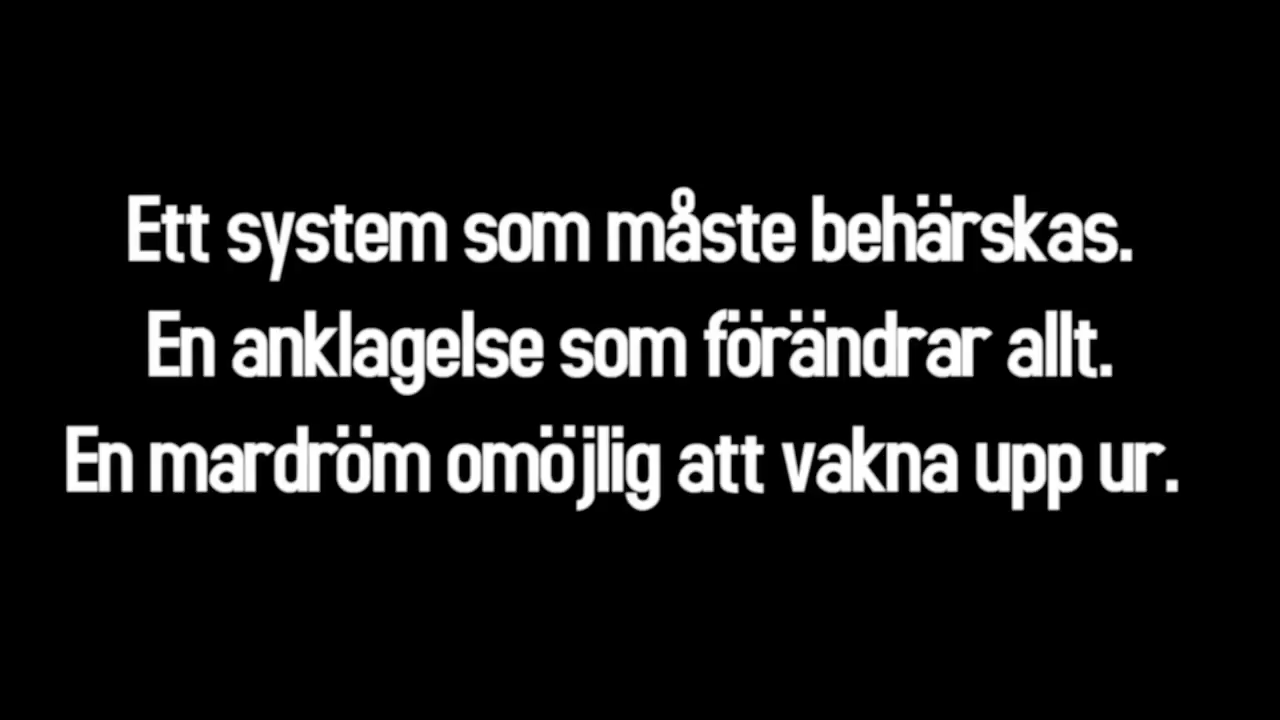 Ett system som måste behärskas.
En anklagelse som förändrar allt.
En mardröm omöjlig att vakna upp ur.